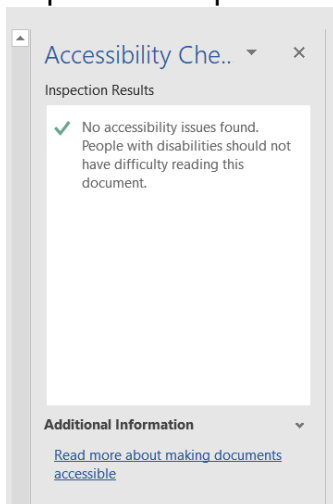 Accessibility Che..
Inspection Results
No accessibility issues found.
People with disabilities should not
have difficulty reading this
document.
Additional Information
Read more about making documents
accessible